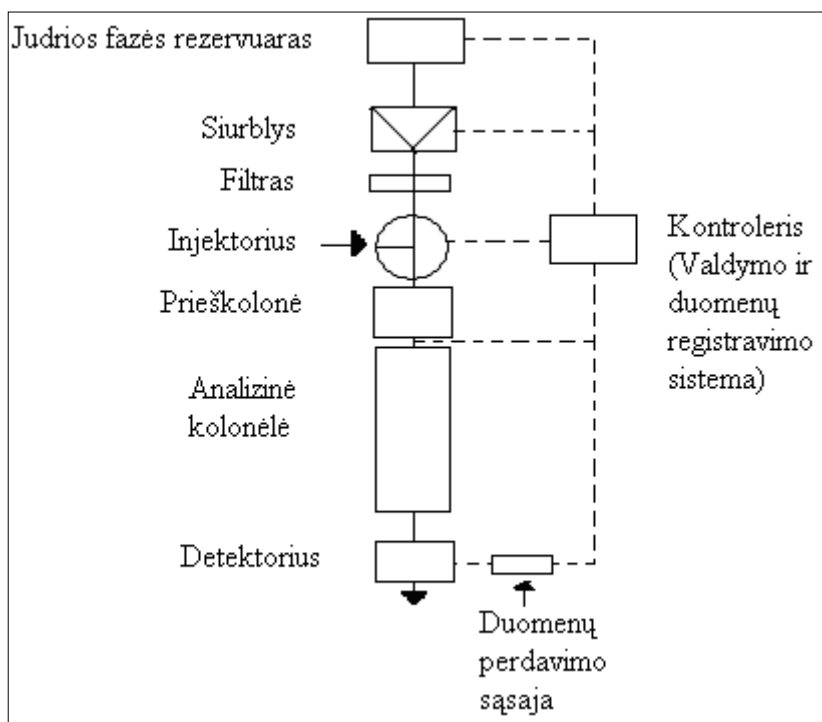 Judrios fazės rezervuaras
Siurblys
Filtras
Injektorius
Prieškolonė
Analizinė
kolonėlė
Detektorius
Kontroleris
(Valdymo ir
duomenų
registravimo
sistema)
Duomenų
perdavimo
sąsaja